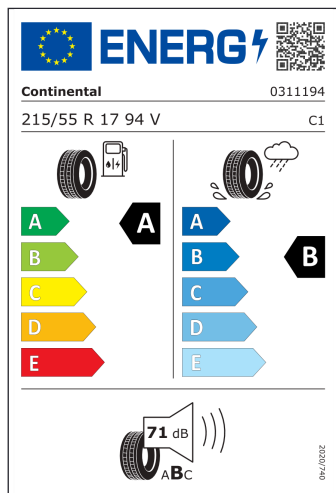 ENERG
Continental 0311194
215/55 R 17 94 V C1
A A A
B B B
C C
D D
E E
71 dB
ABC
2020/740